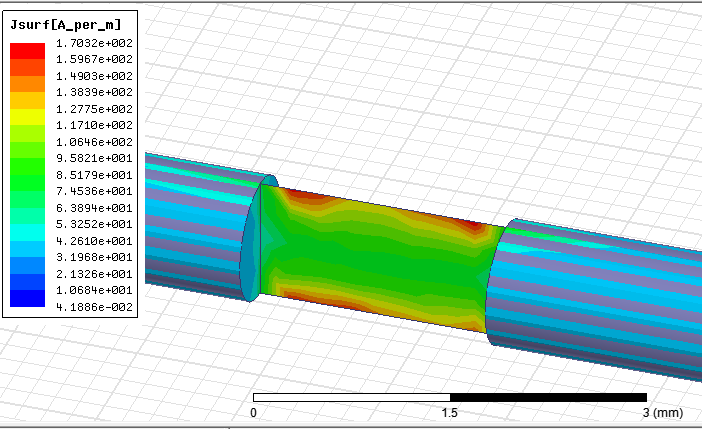 Jsurf[A_per_m]
1.7032e+002
1.5967e+002
1.4903e+002
1.3839e+002
1.2775e+002
1.1710e+002
1.0646e+002
9.5821e+001
8.5179e+001
7.4536e+001
6.3894e+001
5.3252e+001
4.2610e+001
3.1968e+001
2.1326e+001
1.0684e+001
4.1886e-002
0 1.5 3 (mm)